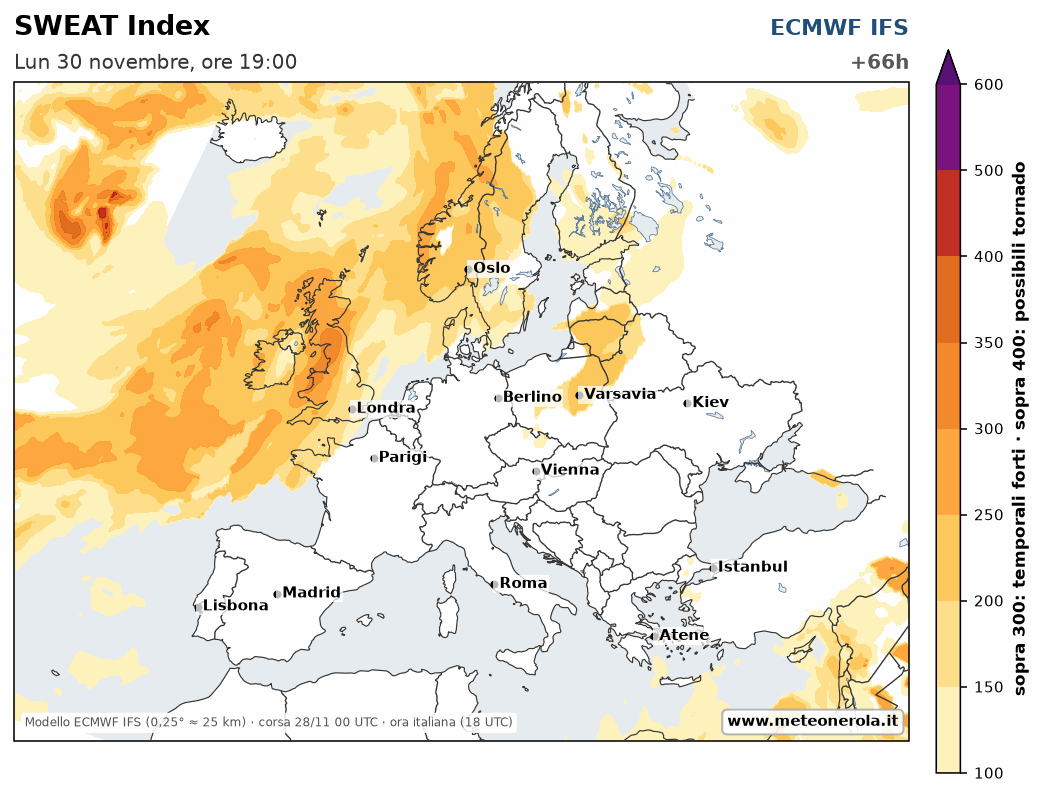 SWEAT Index
ECMWF IFS
Lun 30 novembre, ore 19:00
+66h
600
500
400
350
300
250
200
150
100
sopra 300: temporali forti · sopra 400: possibili tornado
Oslo
Berlino
Varsavia
Kiev
Londra
Parigi
Vienna
Istanbul
Roma
Madrid
Lisbona
Atene
Modello ECMWF IFS (0,25° ≈ 25 km) · corsa 28/11 00 UTC · ora italiana (18 UTC)
www.meteonerola.it